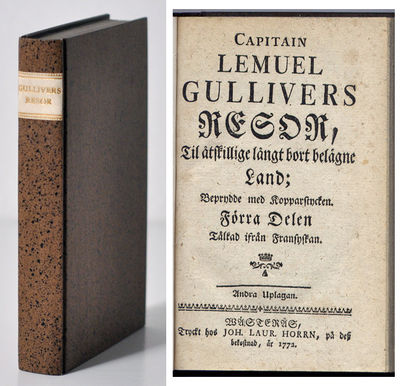 GULLIVERS
RESOR
CAPITAIN
LEMUEL
GULLIVERS
RESOR,
Til åtskillige långt bort belägne
Land;
Beprydde med Kopparstycken.
Förra Delen
Tålkad ifrån Fransyskan.
Andra Uplagan.
WÄSTERÅS,
Tryckt hos JOH. LAUR. HORRN, på deß
bekostnad, år 1772.